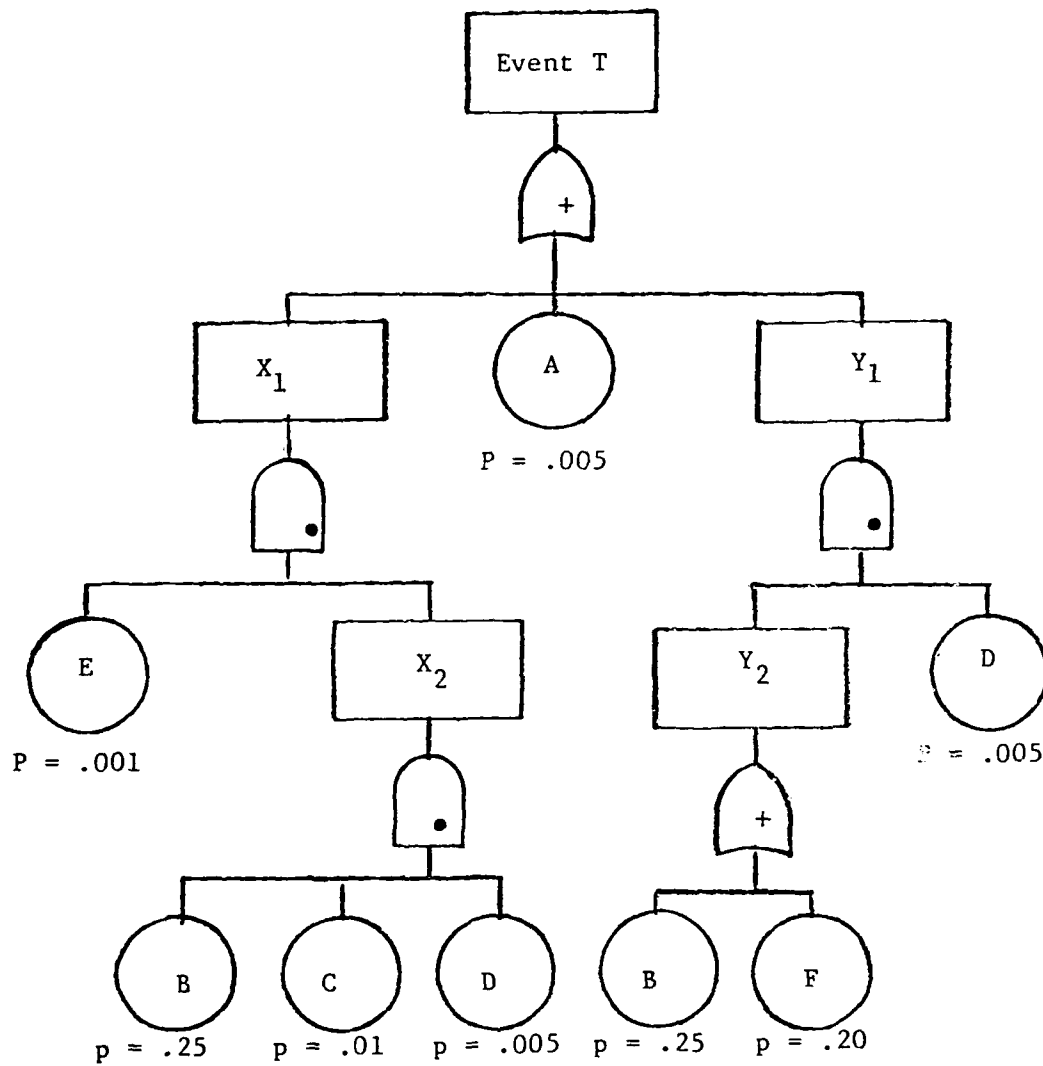 Event T
+
X₁
A
Y₁
P = .005
E
X₂
Y₂
D
P = .001
= .005
+
B
C
D
B
F
p = .25
p = .01
p = .005
p = .25
p = .20